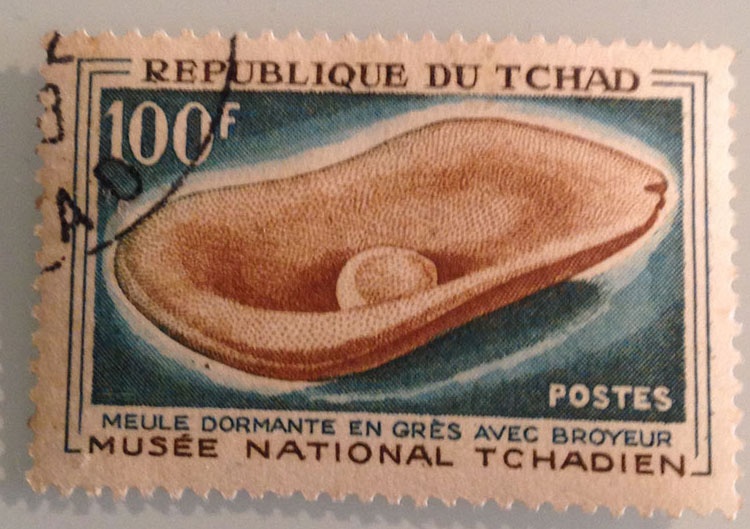 REPUBLIQUE DU TCHAD
100F
POSTES
MEULE DORMANTE EN GRÈS AVEC BROYEUR
MUSÉE NATIONAL TCHADIEN